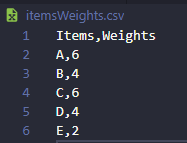 itemsWeights.csv
1 Items,Weights
2 A,6
3 B,4
4 C,6
5 D,4
6 E,2